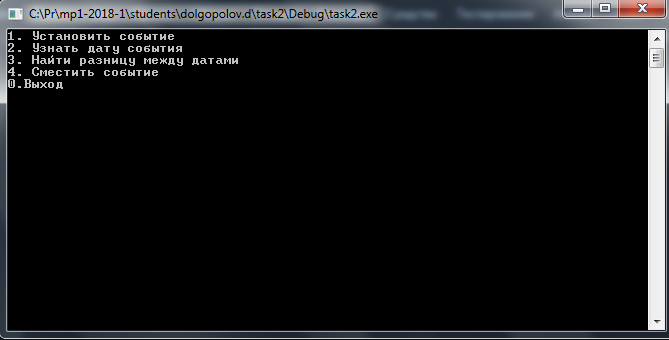 C:\Pr\mp1-2018-1\students\dolgopolov.d\task2\Debug\task2.exe
1. Установить событие
2. Узнать дату события
3. Найти разницу между датами
4. Сместить событие
0.Выход